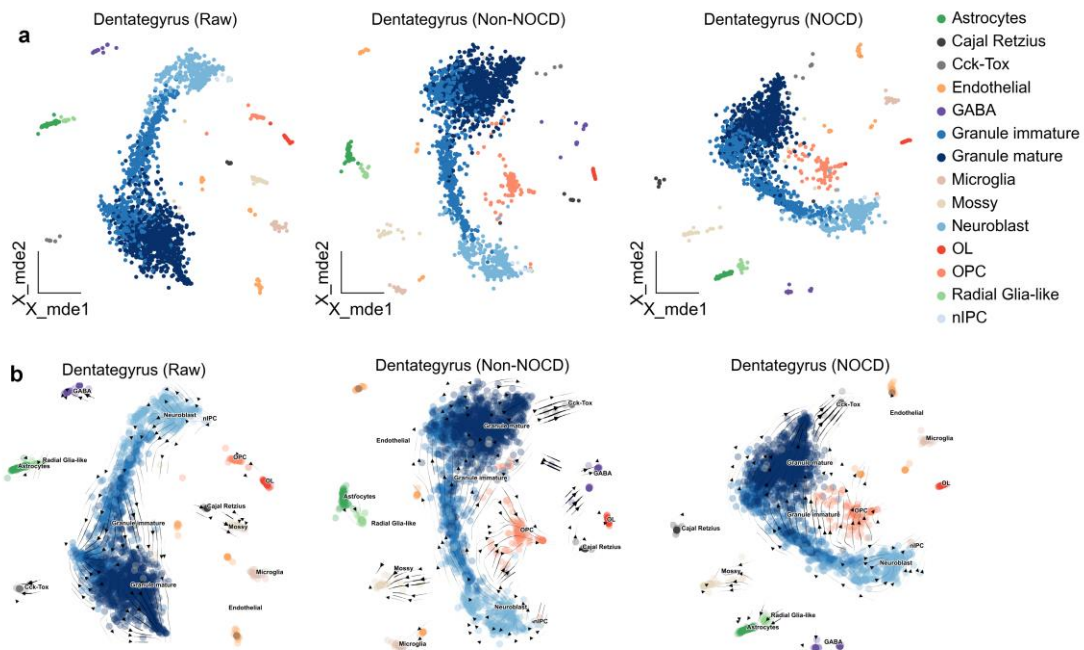 a
Dentategyrus (Raw)
Dentategyrus (Non-NOCD)
Dentategyrus (NOCD)
X_mde2
X_mde1
X_mde2
X_mde1
X_mde2
X_mde1
Astrocytes
Cajal Retzius
Cck-Tox
Endothelial
GABA
Granule immature
Granule mature
Microglia
Mossy
Neuroblast
OL
OPC
Radial Glia-like
nIPC
b
Dentategyrus (Raw)
GABA
Neuroblast
nIPC
Radial Glia-like
Astrocytes
OPC
OL
Cajal Retzius
Granule immature
Mossy
Granule mature
Microglia
Cck-Tox
Endothelial
Dentategyrus (Non-NOCD)
Cck-Tox
Granule mature
Endothelial
Granule immature
GABA
Astrocytes
Radial Glia-like
OL
OPC
Cajal Retzius
Mossy
Neuroblast
nIPC
Microglia
Dentategyrus (NOCD)
Cck-Tox
Endothelial
Microglia
Granule mature
OL
Granule immature
OPC
Cajal Retzius
nIPC
Neuroblast
Mossy
Radial Glia-like
Astrocytes
GABA